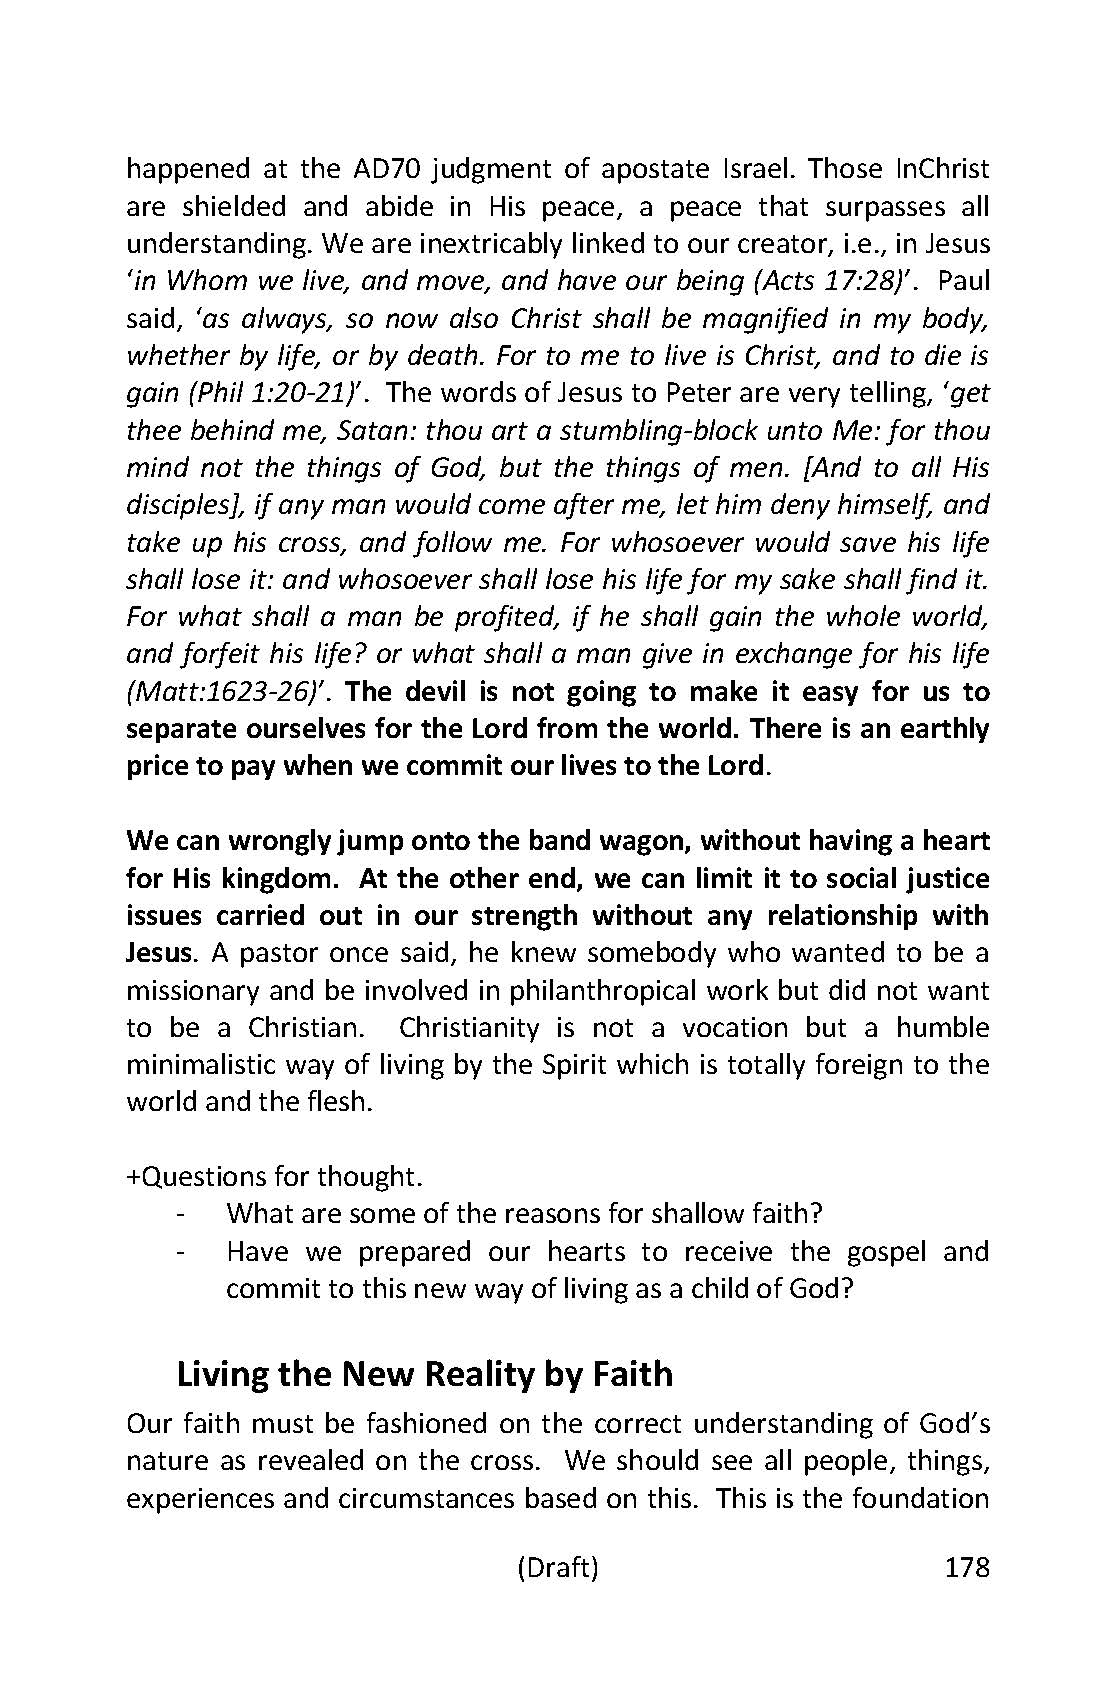 happened at the AD70 judgment of apostate Israel. Those InChrist
are shielded and abide in His peace, a peace that surpasses all
understanding. We are inextricably linked to our creator, i.e., in Jesus
‘in Whom we live, and move, and have our being (Acts 17:28)’.  Paul
said, ‘as always, so now also Christ shall be magnified in my body,
whether by life, or by death. For to me to live is Christ, and to die is
gain (Phil 1:20-21)’.  The words of Jesus to Peter are very telling, ‘get
thee behind me, Satan: thou art a stumbling-block unto Me: for thou
mind not the things of God, but the things of men. [And to all His
disciples], if any man would come after me, let him deny himself, and
take up his cross, and follow me. For whosoever would save his life
shall lose it: and whosoever shall lose his life for my sake shall find it.
For what shall a man be profited, if he shall gain the whole world,
and forfeit his life? or what shall a man give in exchange for his life
(Matt:1623-26)’. The devil is not going to make it easy for us to
separate ourselves for the Lord from the world. There is an earthly
price to pay when we commit our lives to the Lord.
We can wrongly jump onto the band wagon, without having a heart
for His kingdom.  At the other end, we can limit it to social justice
issues carried out in our strength without any relationship with
Jesus. A pastor once said, he knew somebody who wanted to be a
missionary and be involved in philanthropical work but did not want
to be a Christian.  Christianity is not a vocation but a humble
minimalistic way of living by the Spirit which is totally foreign to the
world and the flesh.
+Questions for thought.
- What are some of the reasons for shallow faith?
- Have we prepared our hearts to receive the gospel and
commit to this new way of living as a child of God?
Living the New Reality by Faith
Our faith must be fashioned on the correct understanding of God’s
nature as revealed on the cross.  We should see all people, things,
experiences and circumstances based on this.  This is the foundation
(Draft) 178